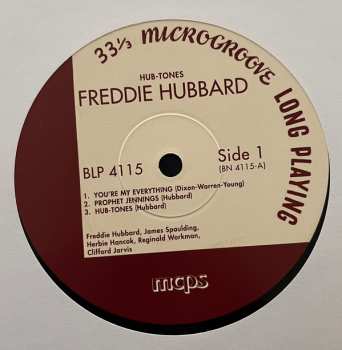 33⅓ MICROGROOVE LONG PLAYING
HUB-TONES
FREDDIE HUBBARD
BLP 4115
Side 1
(BN 4115-A)
1. YOU'RE MY EVERYTHING (Dixon-Warren-Young)
2. PROPHET JENNINGS (Hubbard)
3. HUB-TONES (Hubbard)
Freddie Hubbard, James Spaulding,
Herbie Hancok, Reginald Workman,
Clifford Jarvis
mcps